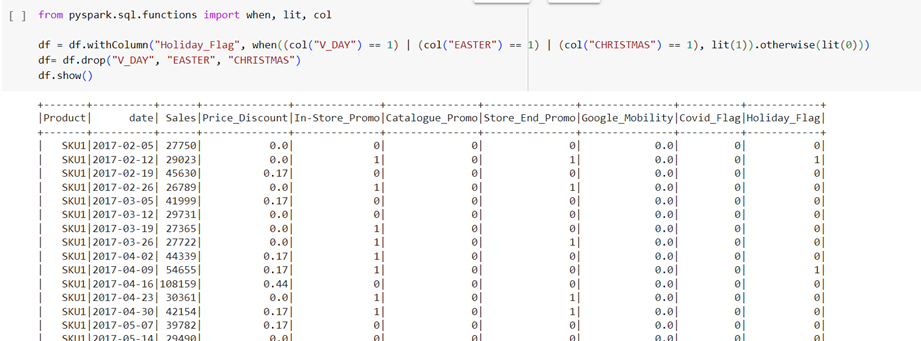 [ ] from pyspark.sql.functions import when, lit, col
df = df.withColumn("Holiday_Flag", when((col("V_DAY") == 1) | (col("EASTER") == 1) | (col("CHRISTMAS") == 1), lit(1)).otherwise(lit(0)))
df= df.drop("V_DAY", "EASTER", "CHRISTMAS")
df.show()
+-------+----------+------+--------------+--------------+---------------+---------------+---------------+----------+------------+
|Product|      date| Sales|Price_Discount|In-Store_Promo|Catalogue_Promo|Store_End_Promo|Google_Mobility|Covid_Flag|Holiday_Flag|
+-------+----------+------+--------------+--------------+---------------+---------------+---------------+----------+------------+
|   SKU1|2017-02-05| 27750|           0.0|             0|              0|              0|            0.0|         0|           0|
|   SKU1|2017-02-12| 29023|           0.0|             1|              0|              1|            0.0|         0|           1|
|   SKU1|2017-02-19| 45630|          0.17|             0|              0|              0|            0.0|         0|           0|
|   SKU1|2017-02-26| 26789|           0.0|             1|              0|              1|            0.0|         0|           0|
|   SKU1|2017-03-05| 41999|          0.17|             0|              0|              0|            0.0|         0|           0|
|   SKU1|2017-03-12| 29731|           0.0|             0|              0|              0|            0.0|         0|           0|
|   SKU1|2017-03-19| 27365|           0.0|             1|              0|              0|            0.0|         0|           0|
|   SKU1|2017-03-26| 27722|           0.0|             1|              0|              1|            0.0|         0|           0|
|   SKU1|2017-04-02| 44339|          0.17|             1|              0|              0|            0.0|         0|           0|
|   SKU1|2017-04-09| 54655|          0.17|             1|              0|              0|            0.0|         0|           1|
|   SKU1|2017-04-16|108159|          0.44|             0|              0|              0|            0.0|         0|           0|
|   SKU1|2017-04-23| 30361|           0.0|             1|              0|              1|            0.0|         0|           0|
|   SKU1|2017-04-30| 42154|          0.17|             1|              0|              1|            0.0|         0|           0|
|   SKU1|2017-05-07| 39782|          0.17|             0|              0|              0|            0.0|         0|           0|
|   SKU1|2017-05-14| 29490|           0.0|             0|              0|              0|            0.0|         0|           0|